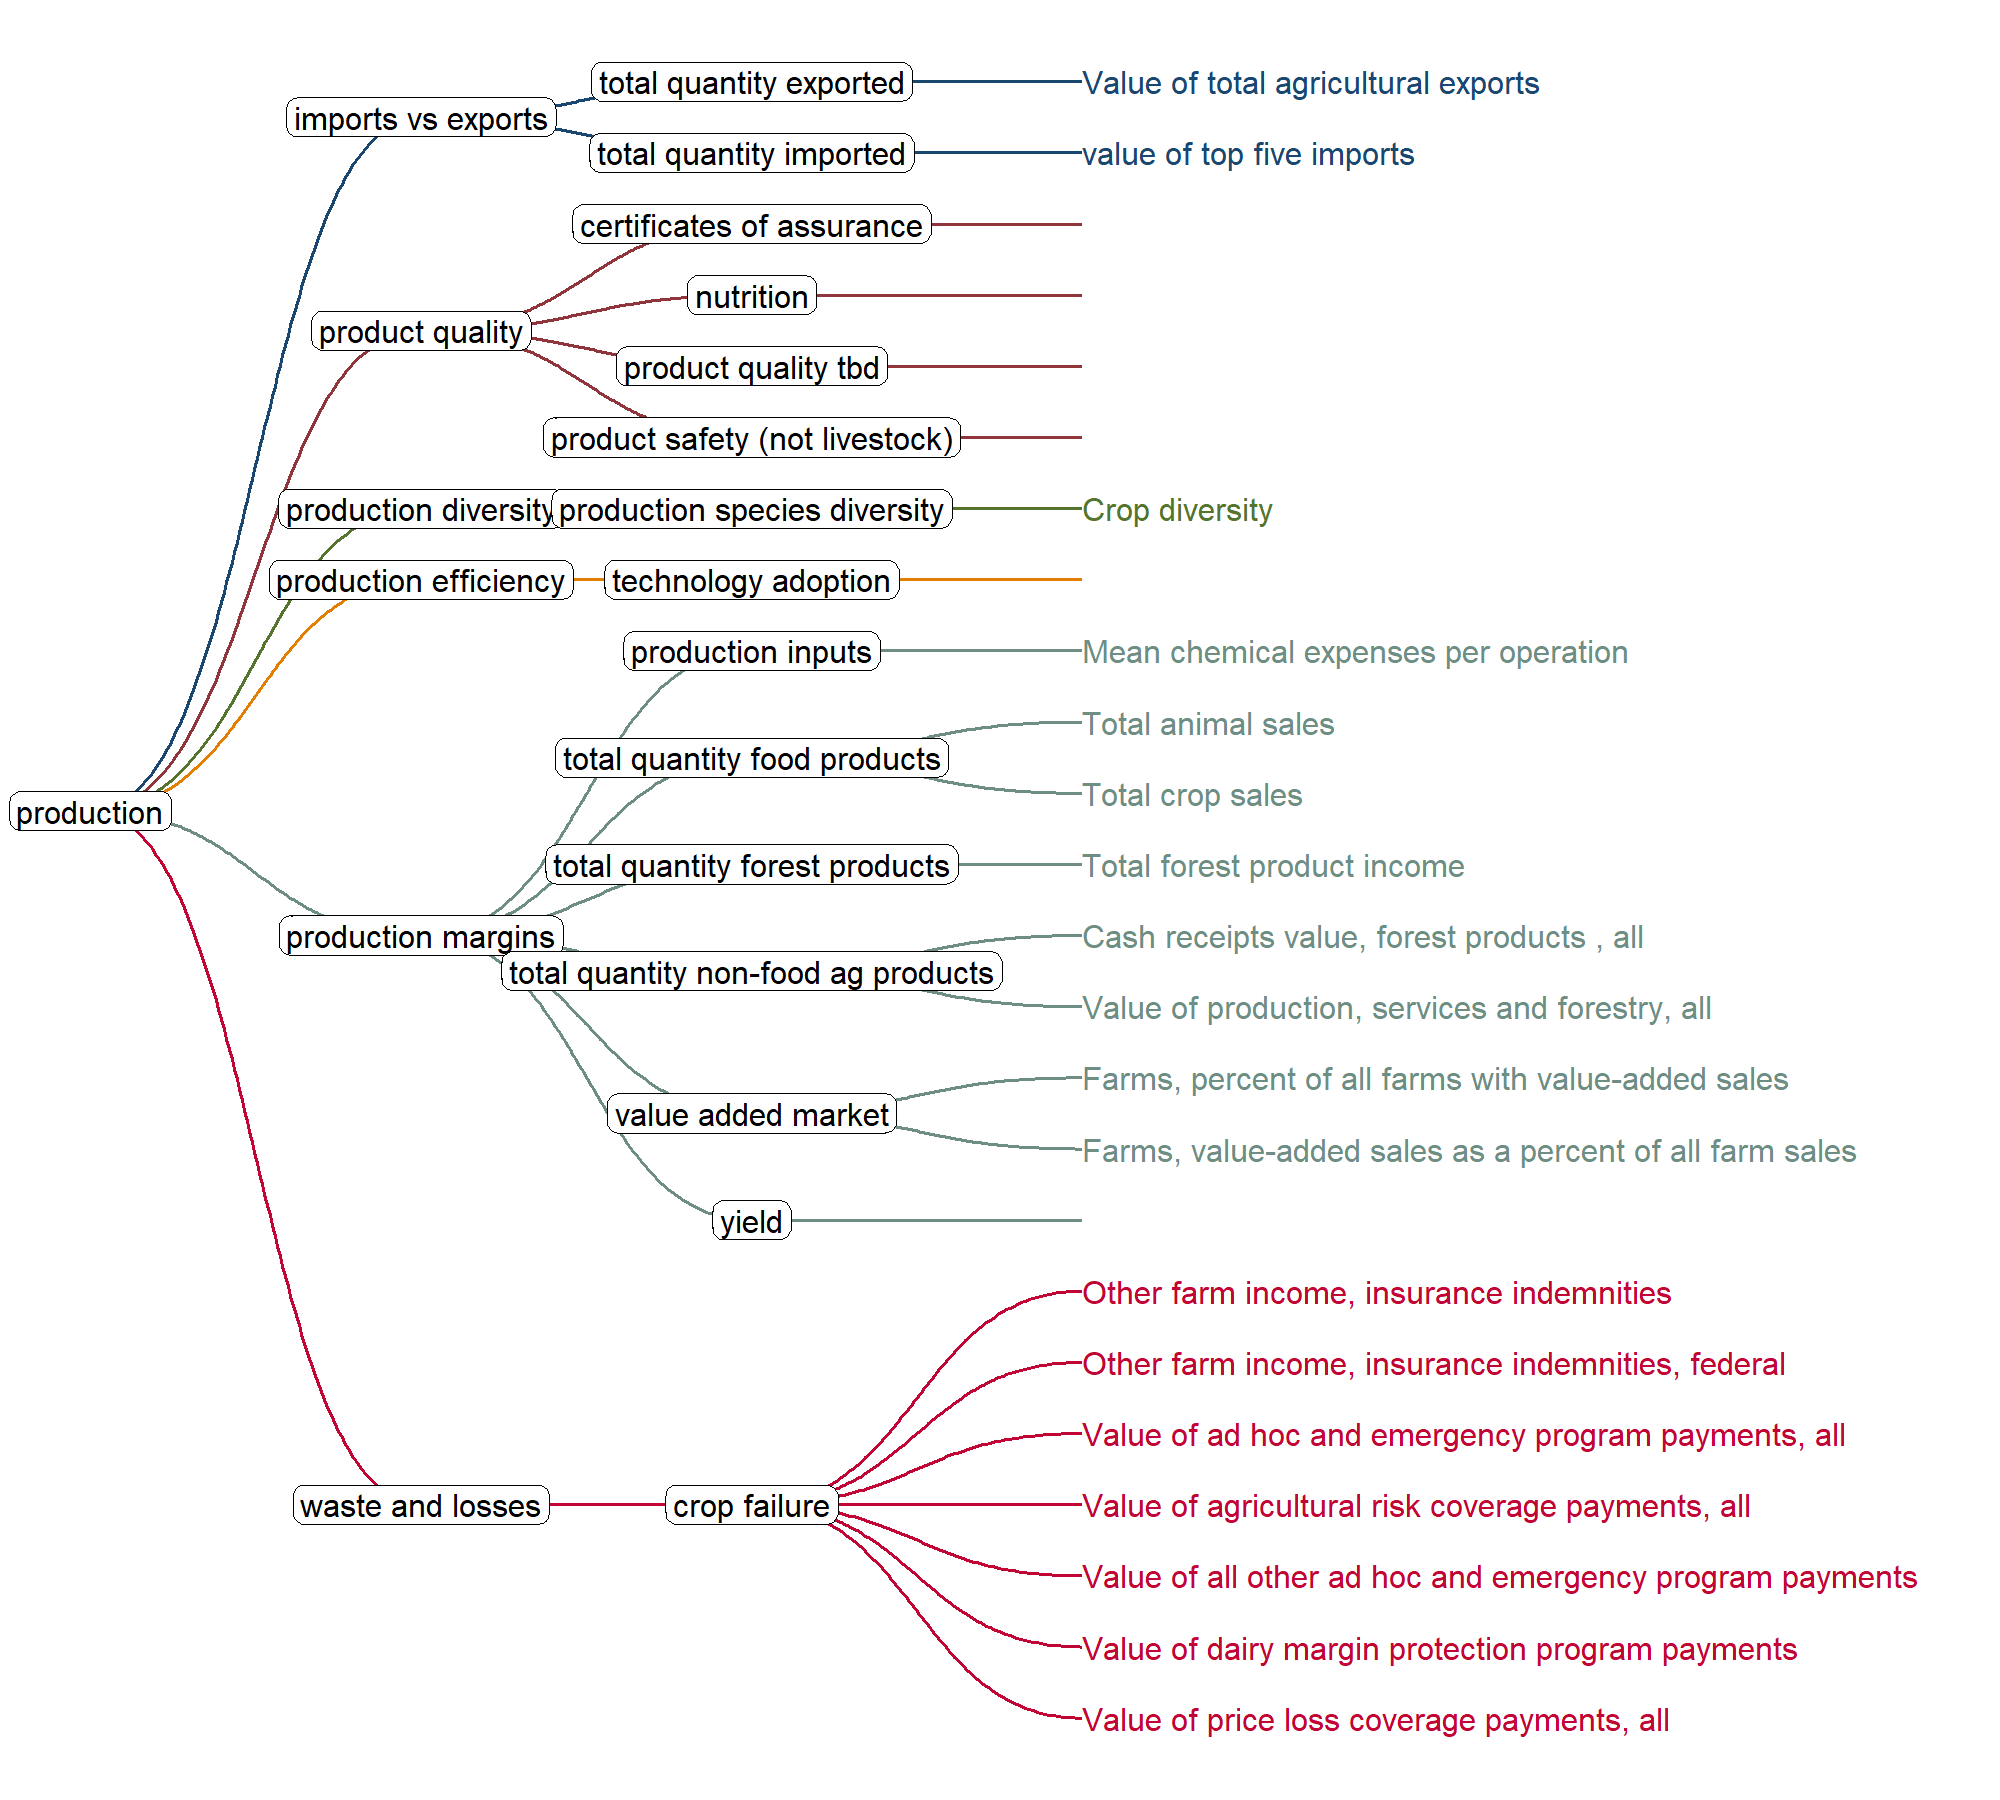 total quantity exported
Value of total agricultural exports
imports vs exports
total quantity imported
value of top five imports
certificates of assurance
nutrition
product quality
product quality tbd
product safety (not livestock)
production diversity
production species diversity
Crop diversity
production efficiency
technology adoption
production inputs
Mean chemical expenses per operation
Total animal sales
total quantity food products
Total crop sales
production
total quantity forest products
Total forest product income
production margins
Cash receipts value, forest products , all
total quantity non-food ag products
Value of production, services and forestry, all
Farms, percent of all farms with value-added sales
value added market
Farms, value-added sales as a percent of all farm sales
yield
Other farm income, insurance indemnities
Other farm income, insurance indemnities, federal
Value of ad hoc and emergency program payments, all
waste and losses
crop failure
Value of agricultural risk coverage payments, all
Value of all other ad hoc and emergency program payments
Value of dairy margin protection program payments
Value of price loss coverage payments, all